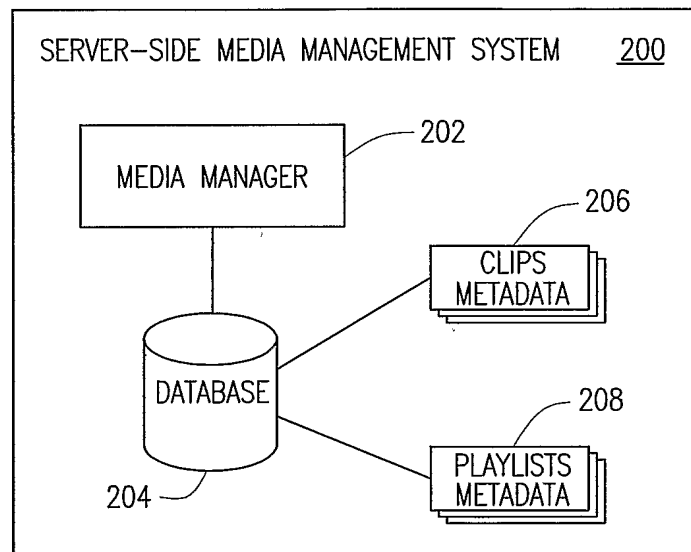 SERVER-SIDE MEDIA MANAGEMENT SYSTEM 200
202
MEDIA MANAGER
206
CLIPS
METADATA
DATABASE
208
204
PLAYLISTS
METADATA